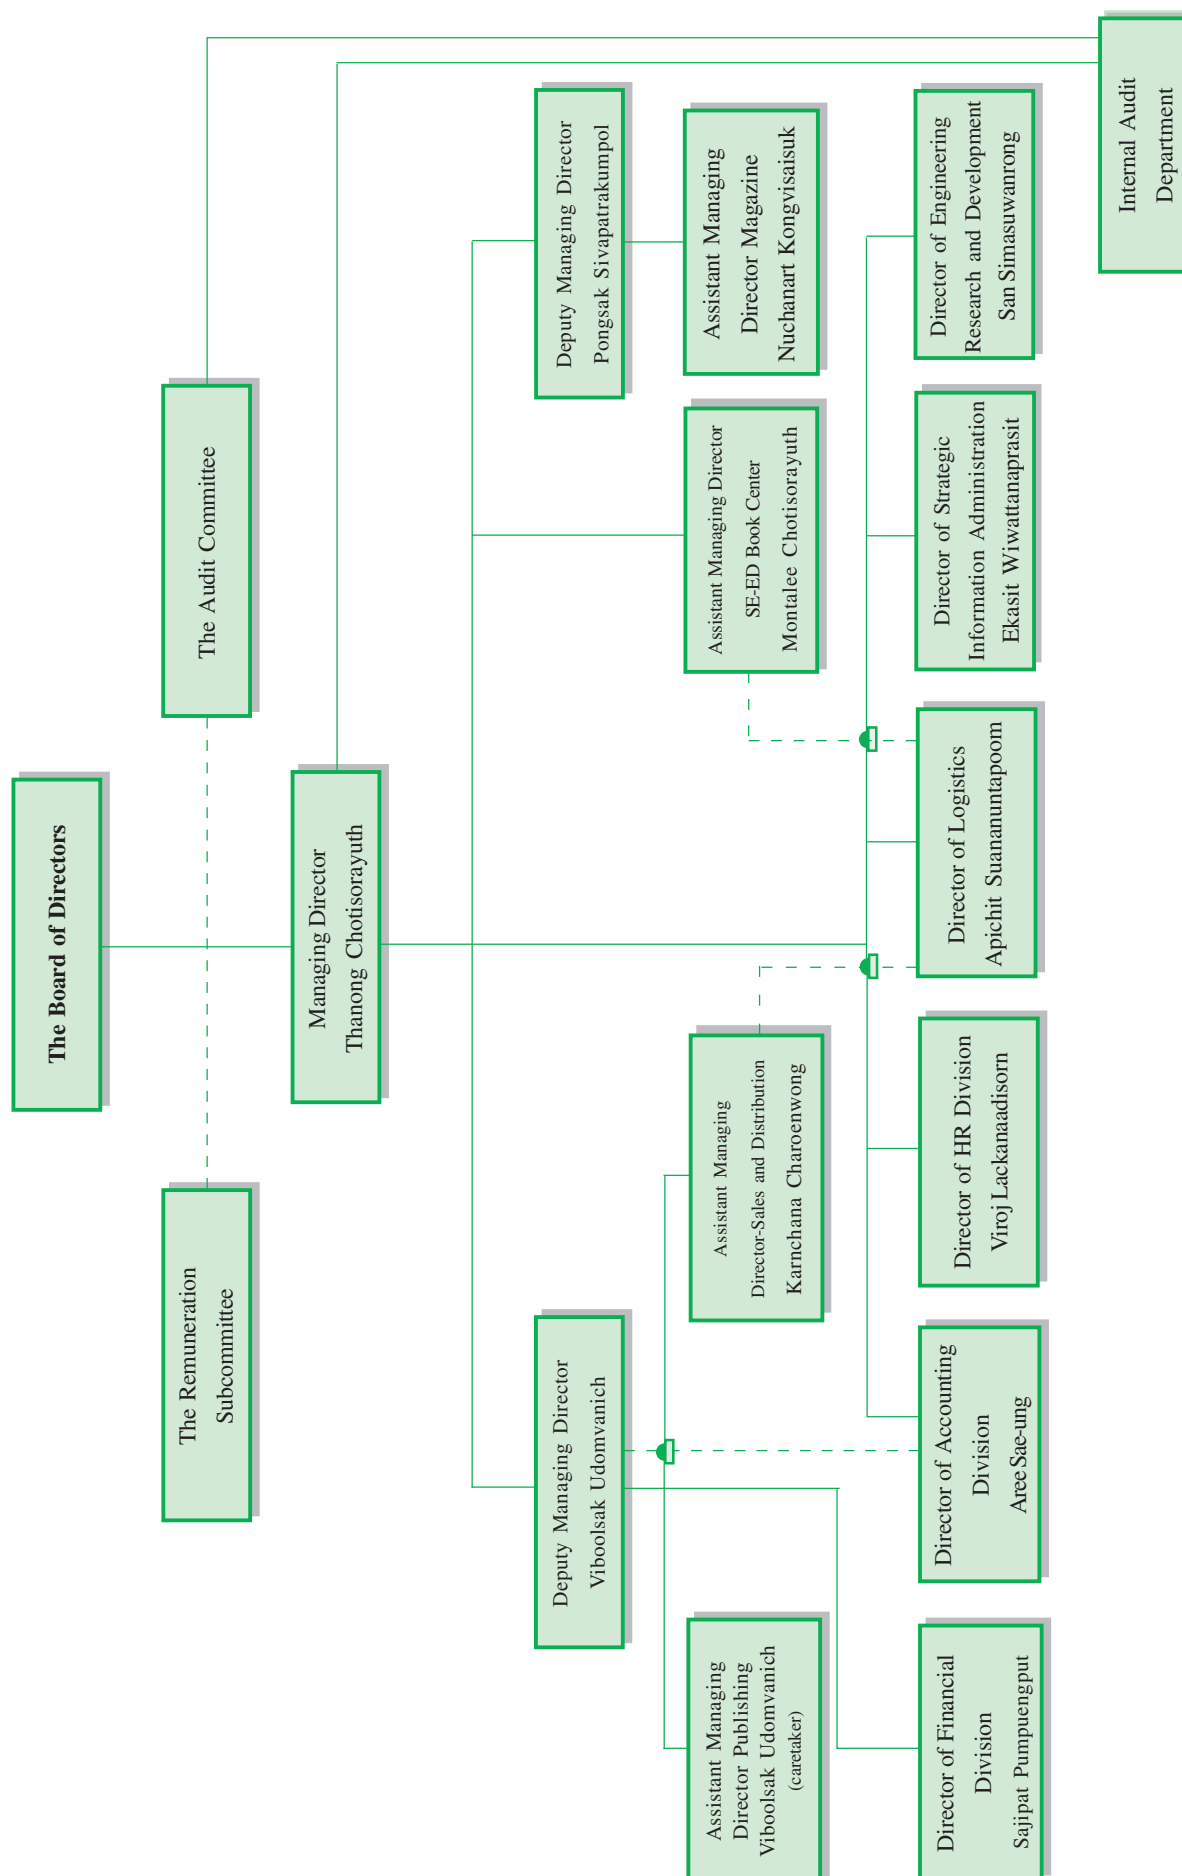 The Board of Directors
The Remuneration
Subcommittee
The Audit Committee
Managing Director
Thanong Chotisorayuth
Deputy Managing Director
Viboolsak Udomvanich
Deputy Managing Director
Pongsak Sivapatrakumpol
Assistant Managing
Director Publishing
Viboolsak Udomvanich
(caretaker)
Assistant Managing
Director-Sales and Distribution
Karnchana Charoenwong
Assistant Managing Director
SE-ED Book Center
Montalee Chotisorayuth
Assistant Managing
Director Magazine
Nuchanart Kongvisaisuk
Director of Financial
Division
Sajipat Pumpuengput
Director of Accounting
Division
Aree Sae-ung
Director of HR Division
Viroj Lackanaadisorn
Director of Logistics
Apichit Suananuntapoom
Director of Strategic
Information Administration
Ekasit Wiwattanaprasit
Director of Engineering
Research and Development
San Simasuwanrong
Internal Audit
Department